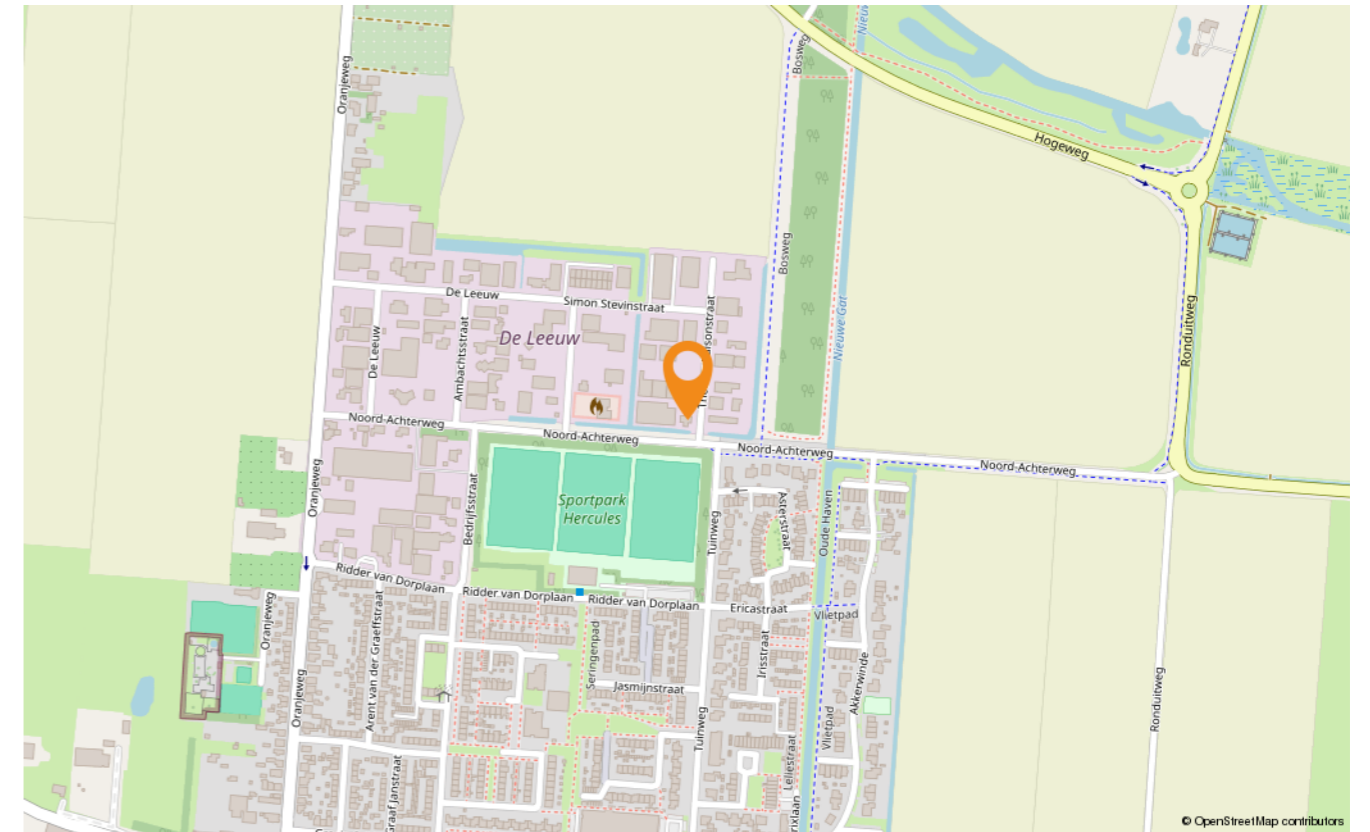 Oranjeweg
Bosweg
Nieuw
Hogeweg
Bosweg
Ronduitweg
Nieuwe Gat
De Leeuw
Simon Stevinstraat
De Leeuw
De Leeuw
Ambachtsstraat
Noord-Achterweg
Noord-Achterweg
Noord-Achterweg
Noord-Achterweg
Oranjeweg
Bedrijfsstraat
Sportpark
Hercules
Tuinweg
Asterstraat
Oude Haven
Ridder van Dorplaan
Ridder van Dorplaan
Ridder van Dorplaan
Ericastraat
Vlietpad
Oranjeweg
Arent van der Graeffstraat
Seringenpad
Irisstraat
Akkerwinde
Jasmijnstraat
Oranjeweg
Tuinweg
Vlietpad
Ronduitweg
Graaf Janstraat
Leliestraat
rixlaan
© OpenStreetMap contributors